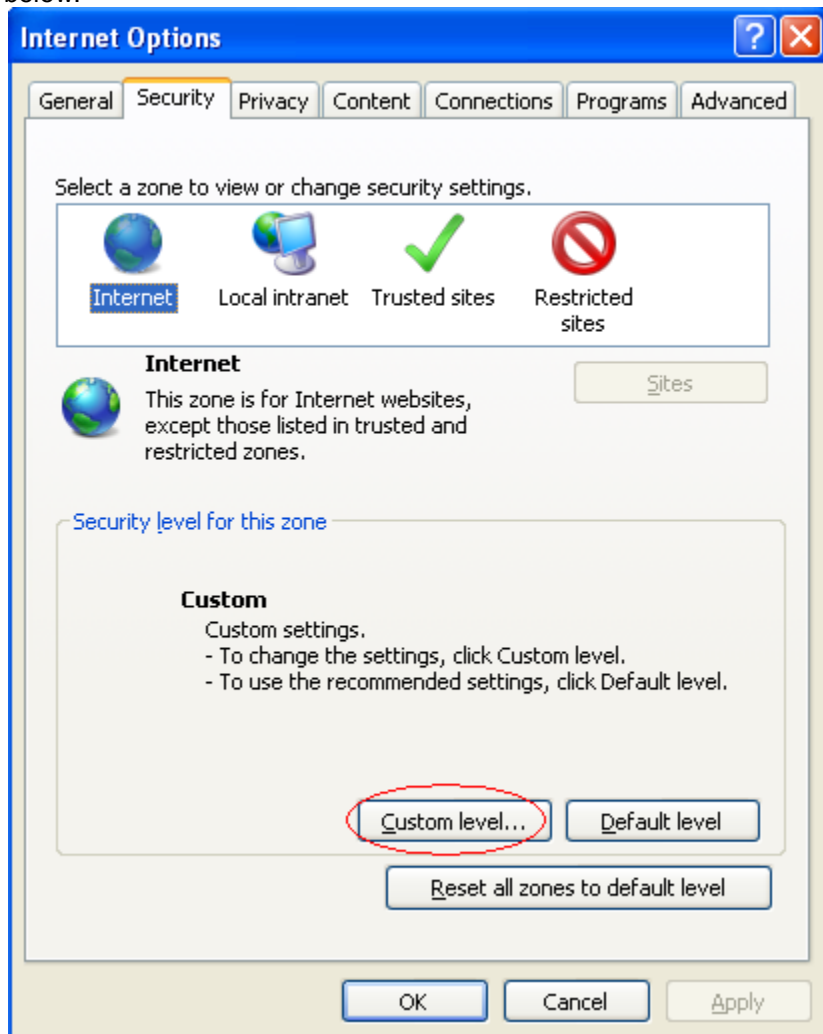 below
Internet Options
General Security Privacy Content Connections Programs Advanced
Select a zone to view or change security settings.
Internet Local intranet Trusted sites Restricted sites
Internet
Sites
This zone is for Internet websites,
except those listed in trusted and
restricted zones.
Security level for this zone
Custom
Custom settings.
- To change the settings, click Custom level.
- To use the recommended settings, click Default level.
Custom level... Default level
Reset all zones to default level
OK Cancel Apply